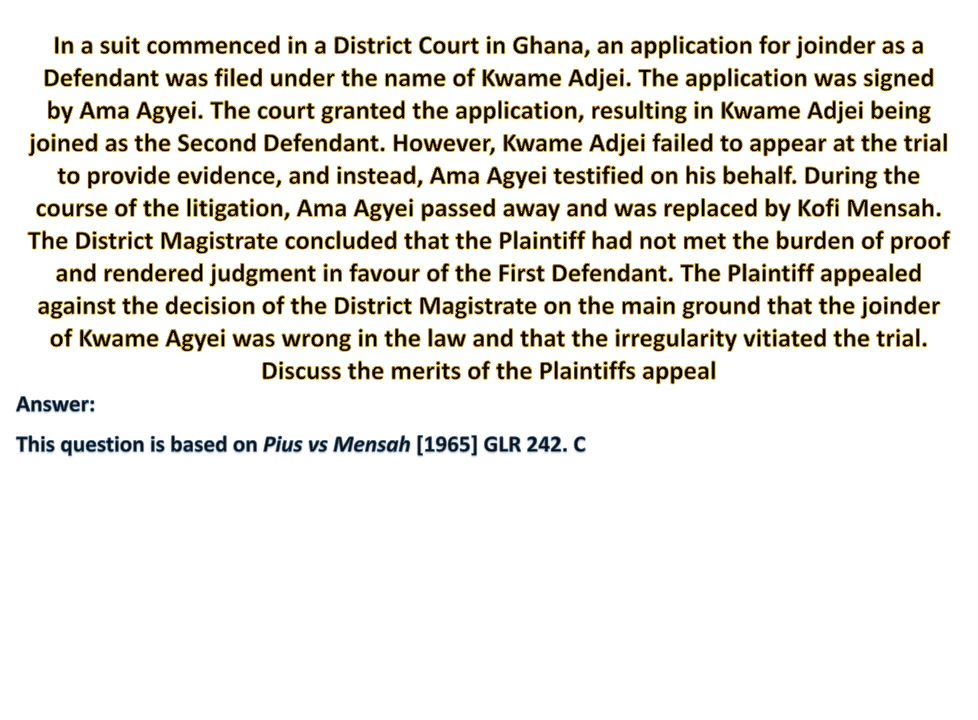 In a suit commenced in a District Court in Ghana, an application for joinder as a
Defendant was filed under the name of Kwame Adjei. The application was signed
by Ama Agyei. The court granted the application, resulting in Kwame Adjei being
joined as the Second Defendant. However, Kwame Adjei failed to appear at the trial
to provide evidence, and instead, Ama Agyei testified on his behalf. During the
course of the litigation, Ama Agyei passed away and was replaced by Kofi Mensah.
The District Magistrate concluded that the Plaintiff had not met the burden of proof
and rendered judgment in favour of the First Defendant. The Plaintiff appealed
against the decision of the District Magistrate on the main ground that the joinder
of Kwame Agyei was wrong in the law and that the irregularity vitiated the trial.
Discuss the merits of the Plaintiffs appeal
Answer:
This question is based on Pius vs Mensah [1965] GLR 242. C